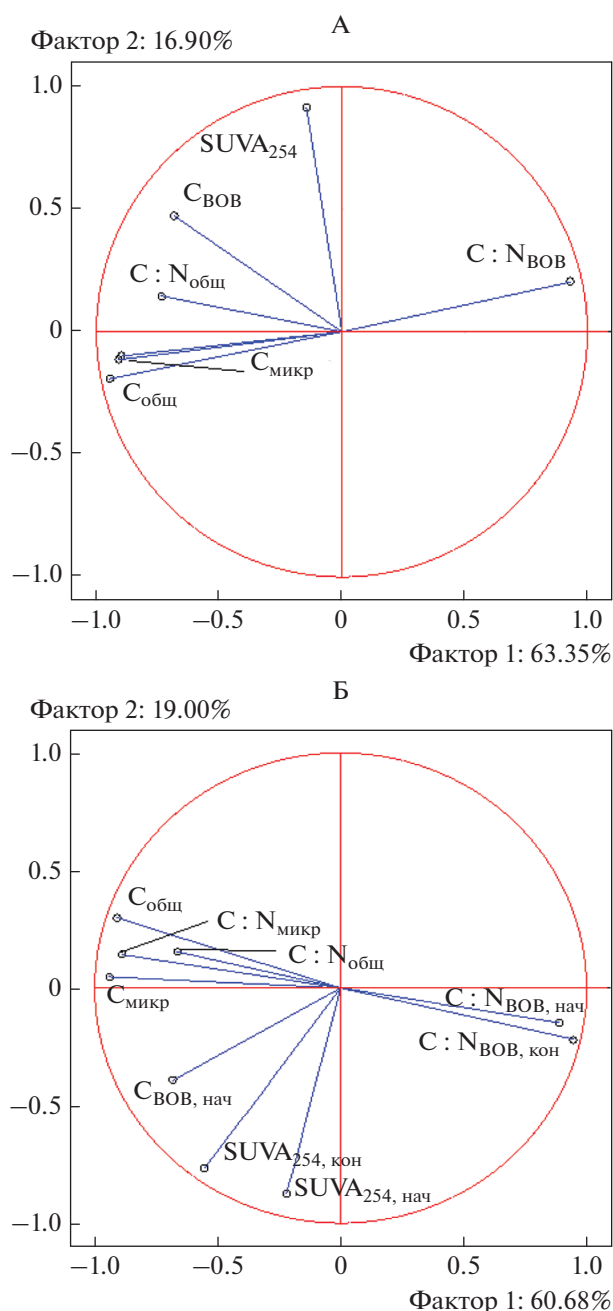 А
Фактор 2: 16.90%
1.0
SUVA254
CВОВ
0.5
C : Nобщ
C : NВОВ
0
Cмикр
Cобщ
−0.5
−1.0
−1.0 −0.5 0 0.5 1.0
Фактор 1: 63.35%
Б
Фактор 2: 19.00%
1.0
0.5
Cобщ
C : Nмикр
C : Nобщ
0
Cмикр
C : NВОВ, нач
C : NВОВ, кон
CВОВ, нач
−0.5
SUVA254, кон
SUVA254, нач
−1.0
−1.0 −0.5 0 0.5 1.0
Фактор 1: 60.68%